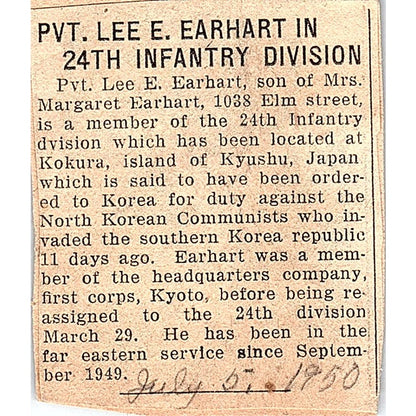 PVT. LEE E. EARHART IN
24TH INFANTRY DIVISION
Pvt. Lee E. Earhart, son of Mrs.
Margaret Earhart, 1038 Elm street,
is a member of the 24th Infantry
dvision which has been located at
Kokura, island of Kyushu, Japan
which is said to have been order-
ed to Korea for duty against the
North Korean Communists who in-
vaded the southern Korea republic
11 days ago. Earhart was a mem-
ber of the headquarters company,
first corps, Kyoto, before being re-
assigned to the 24th division
March 29. He has been in the
far eastern service since Septem-
ber 1949.
July 5, 1950